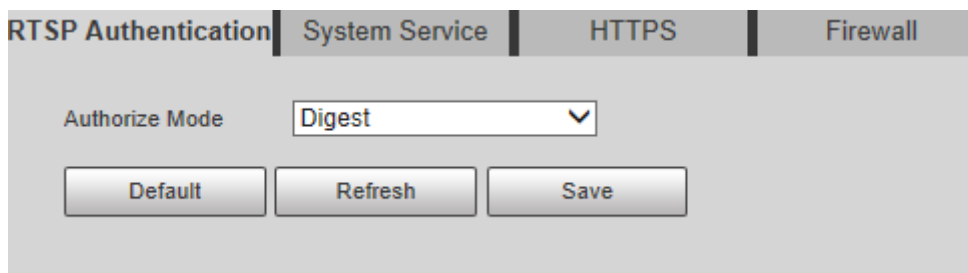 RTSP Authentication System Service HTTPS Firewall
Authorize Mode Digest
Default Refresh Save